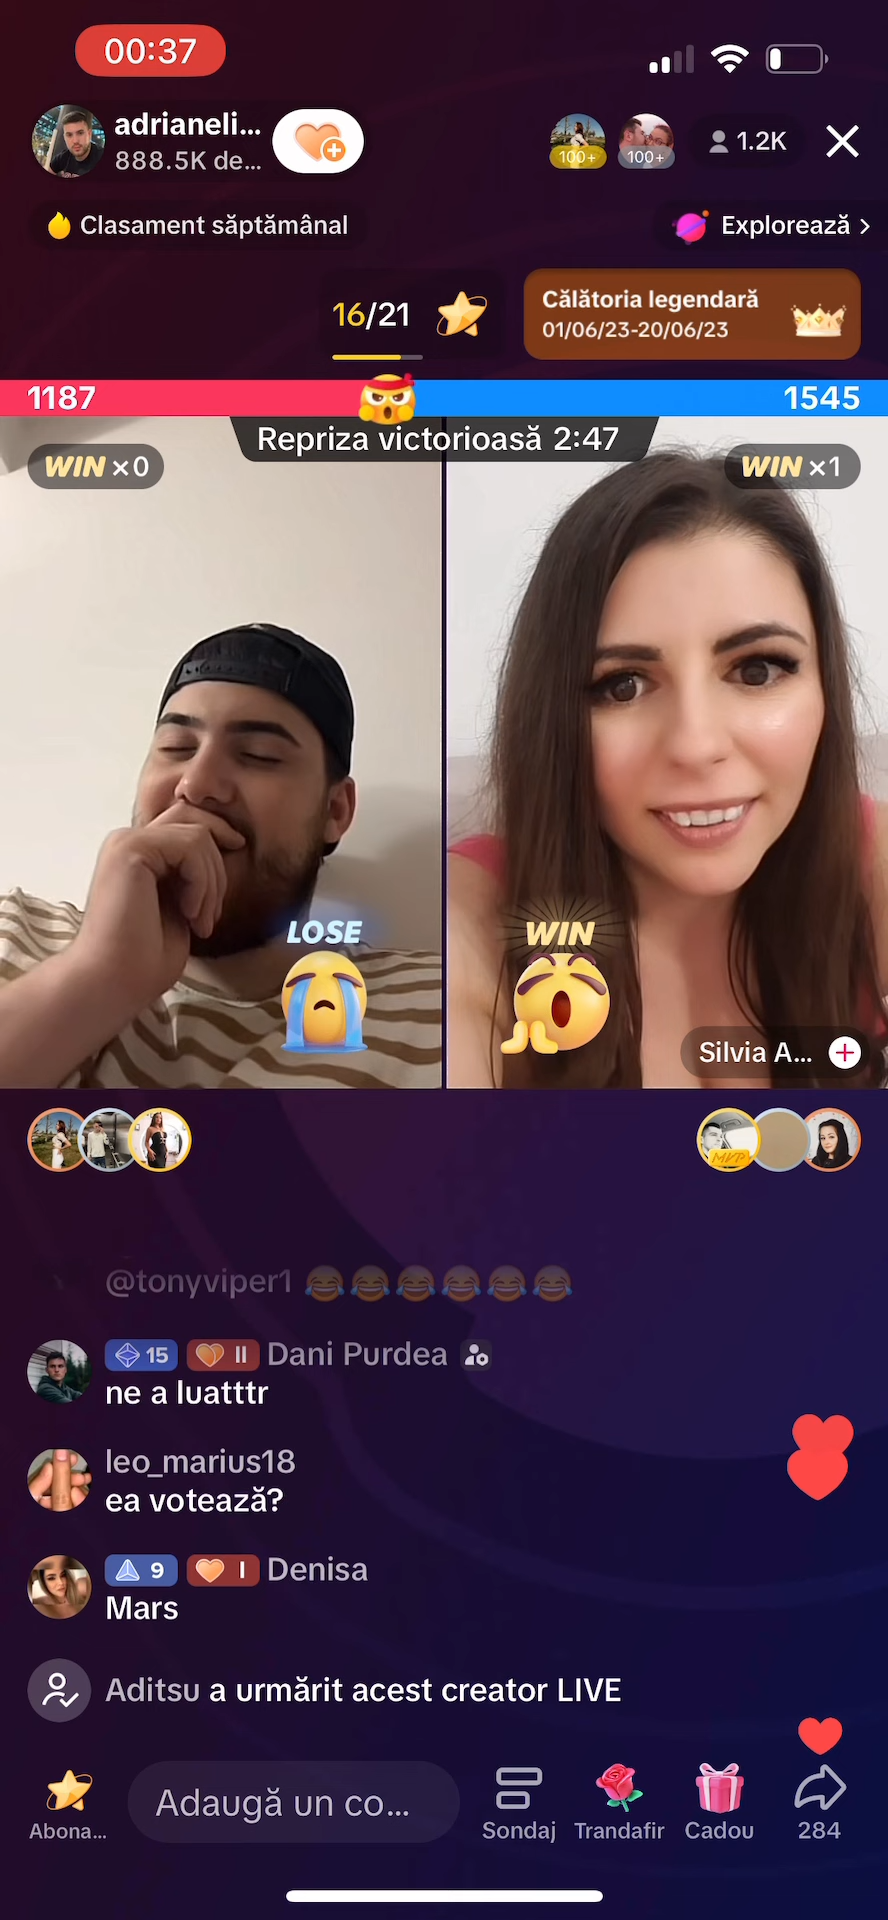 00:37
adrianeli...
888.5K de...
100+
100+
1.2K
Clasament săptămânal
Explorează >
16/21
Călătoria legendară
01/06/23-20/06/23
1187
1545
Repriza victorioasă 2:47
WIN x0
WIN x1
LOSE
WIN
Silvia A...
MVP
@tonyviper1
15 II Dani Purdea
ne a luatttr
leo_marius18
ea votează?
9 I Denisa
Mars
Aditsu a urmărit acest creator LIVE
Adaugă un co...
Abona...
Sondaj
Trandafir
Cadou
284